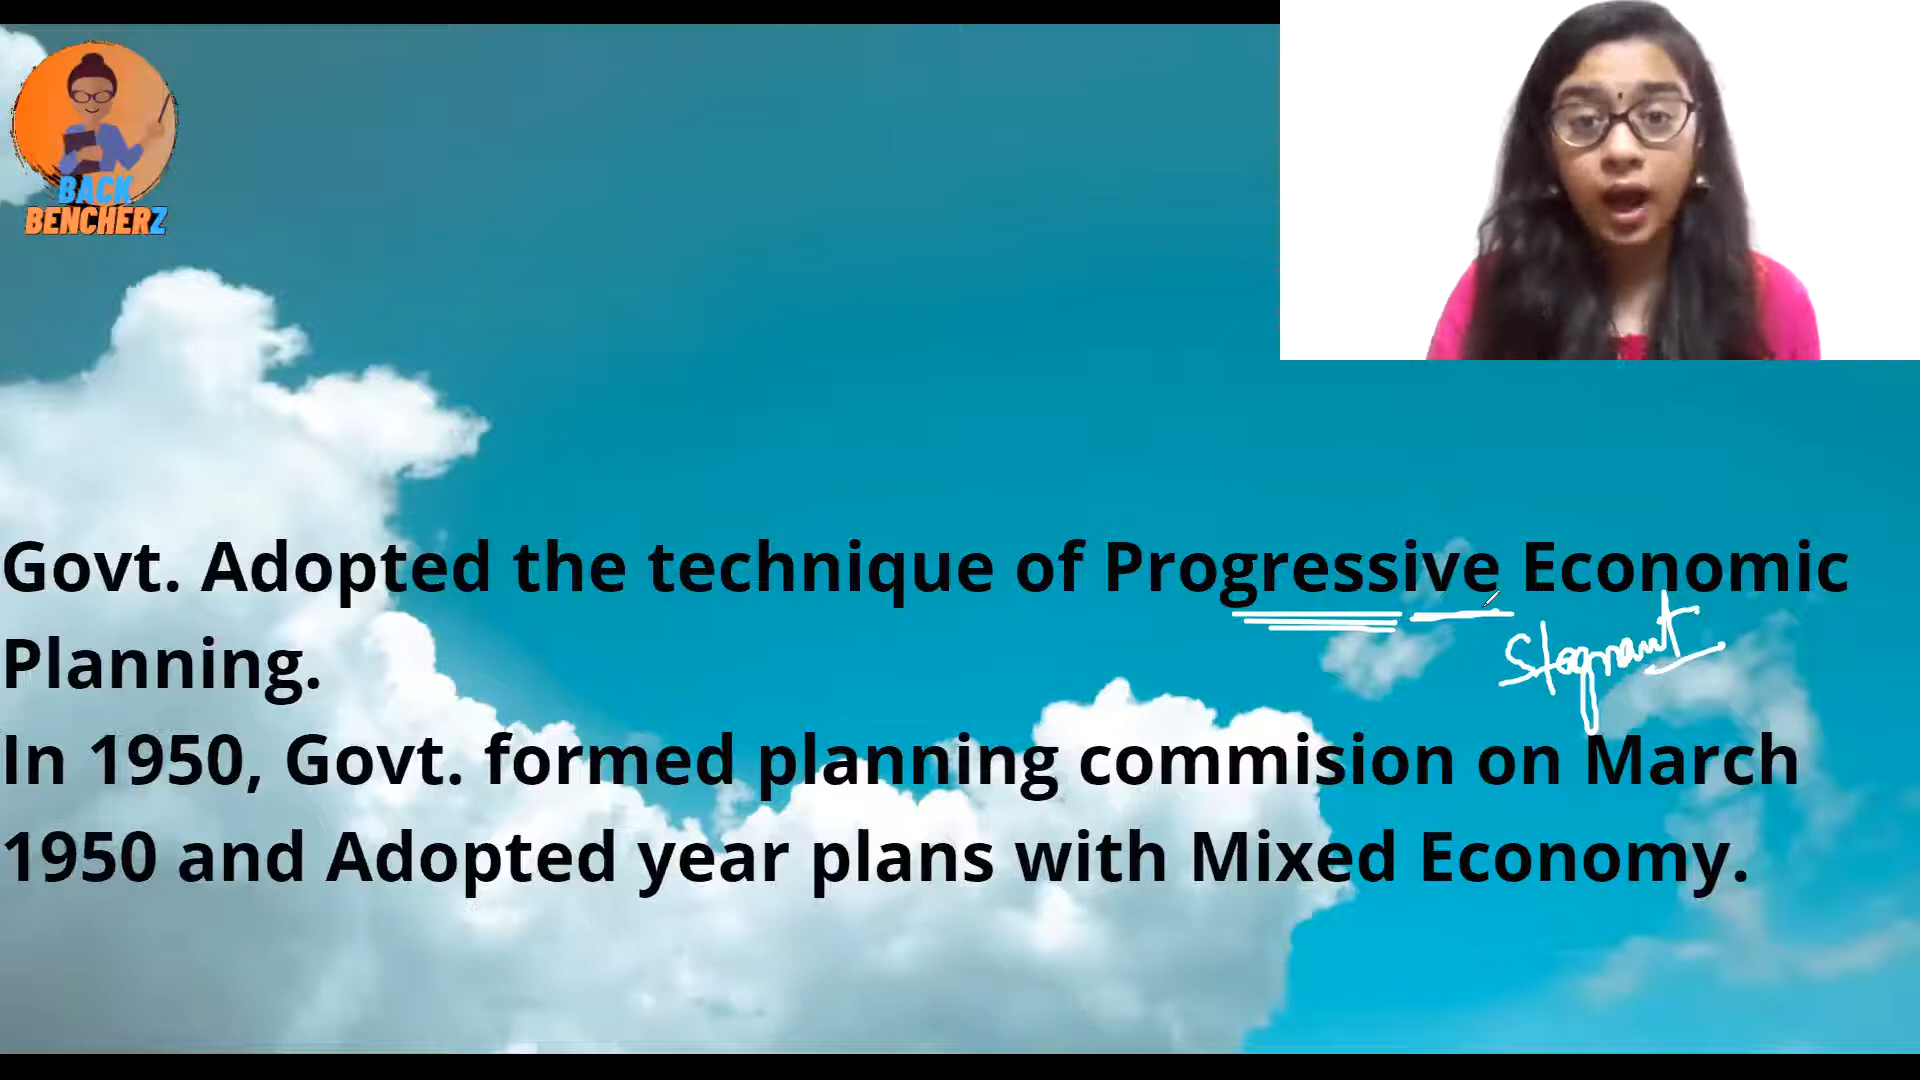 BACK
BENCHERZ
Govt. Adopted the technique of Progressive Economic
Stagnant
Planning.
In 1950, Govt. formed planning commision on March
1950 and Adopted year plans with Mixed Economy.